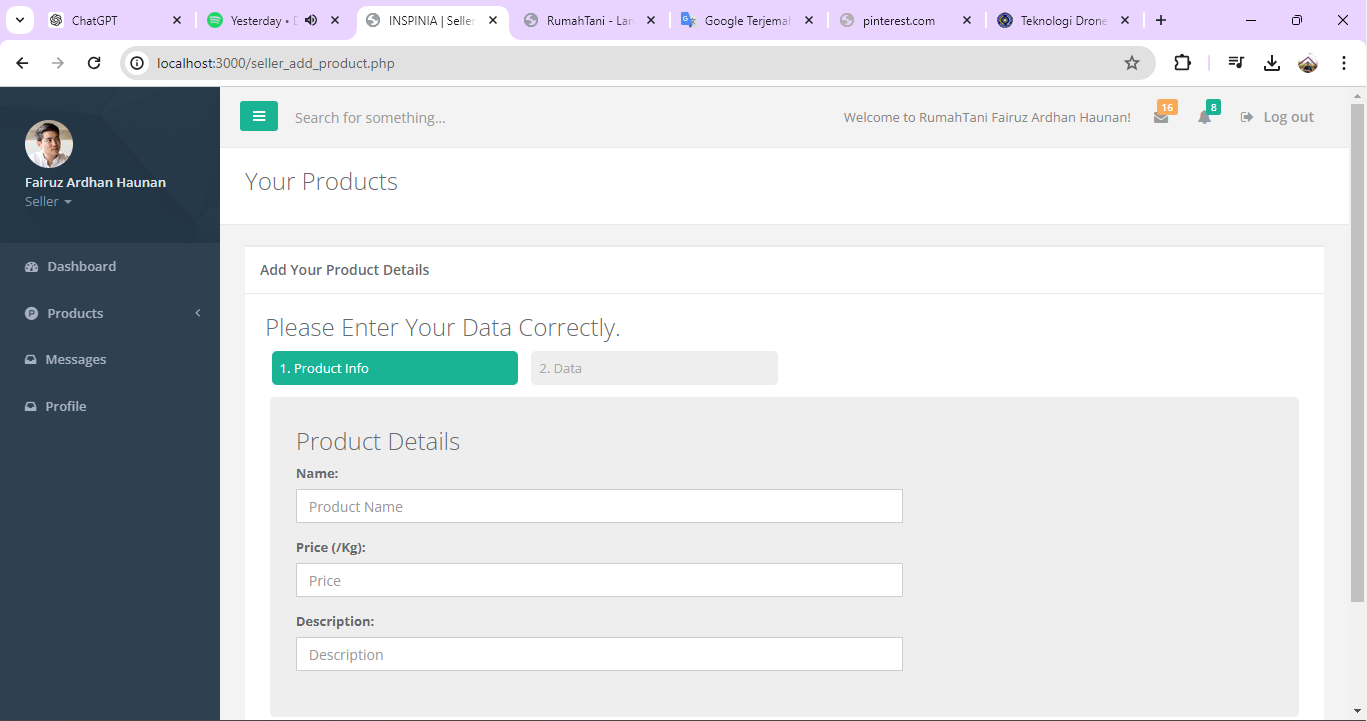 ChatGPT
Yesterday • D
INSPINIA | Seller
RumahTani - Lan
Google Terjemah
pinterest.com
Teknologi Drone
localhost:3000/seller_add_product.php
Search for something...
Welcome to RumahTani Fairuz Ardhan Haunan!
16
8
Log out
Fairuz Ardhan Haunan
Seller
Dashboard
Products
Messages
Profile
Your Products
Add Your Product Details
Please Enter Your Data Correctly.
1. Product Info
2. Data
Product Details
Name:
Product Name
Price (/Kg):
Price
Description:
Description